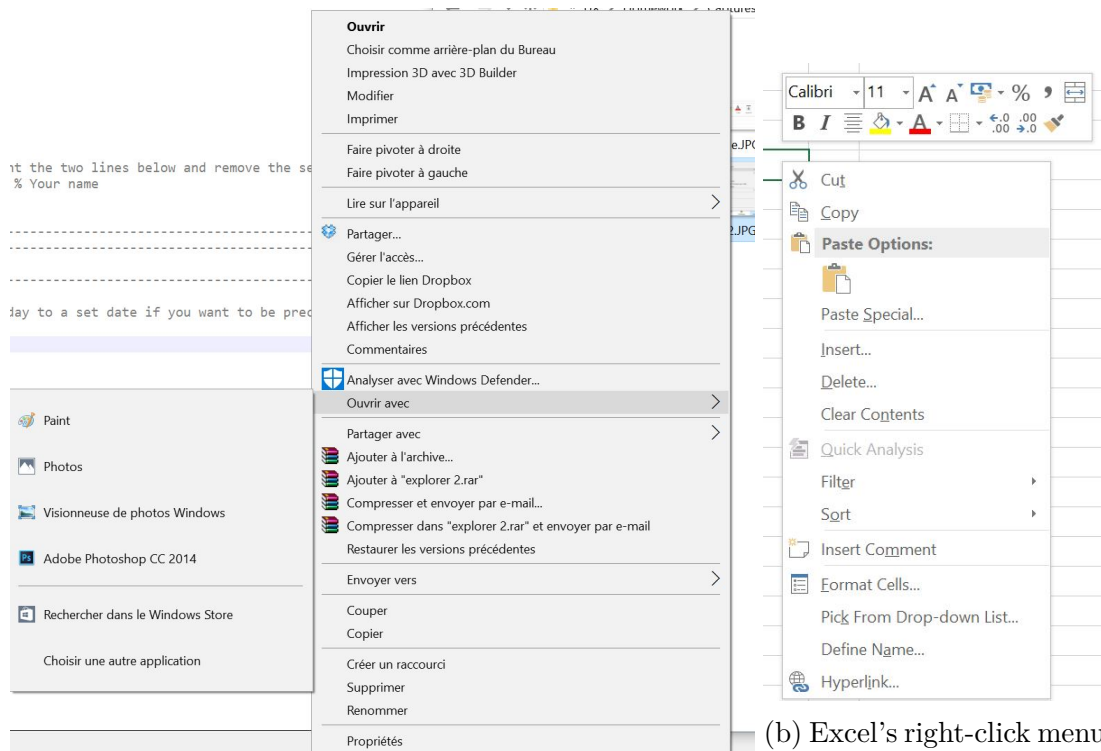 Ouvrir
Choisir comme arrière-plan du Bureau
Impression 3D avec 3D Builder
Modifier
Imprimer
Faire pivoter à droite
Faire pivoter à gauche
Lire sur l'appareil
Partager...
Gérer l'accès...
Copier le lien Dropbox
Afficher sur Dropbox.com
Afficher les versions précédentes
Commentaires
Analyser avec Windows Defender...
Ouvrir avec
Partager avec
Ajouter à l'archive...
Ajouter à "explorer 2.rar"
Compresser et envoyer par e-mail...
Compresser dans "explorer 2.rar" et envoyer par e-mail
Restaurer les versions précédentes
Envoyer vers
Couper
Copier
Créer un raccourci
Supprimer
Renommer
Propriétés
the two lines below and remove the
% Your name
to a set date if you want to be
Paint
Photos
Visionneuse de photos Windows
Ps Adobe Photoshop CC 2014
Rechercher dans le Windows Store
Choisir une autre application
2.JPG
Calibri 11 A A % ,
B I A .0 .00 .00 .0
Cut
Copy
Paste Options:
Paste Special...
Insert...
Delete...
Clear Contents
Quick Analysis
Filter
Sort
Insert Comment
Format Cells...
Pick From Drop-down List...
Define Name...
Hyperlink...
(b) Excel's right-click menu